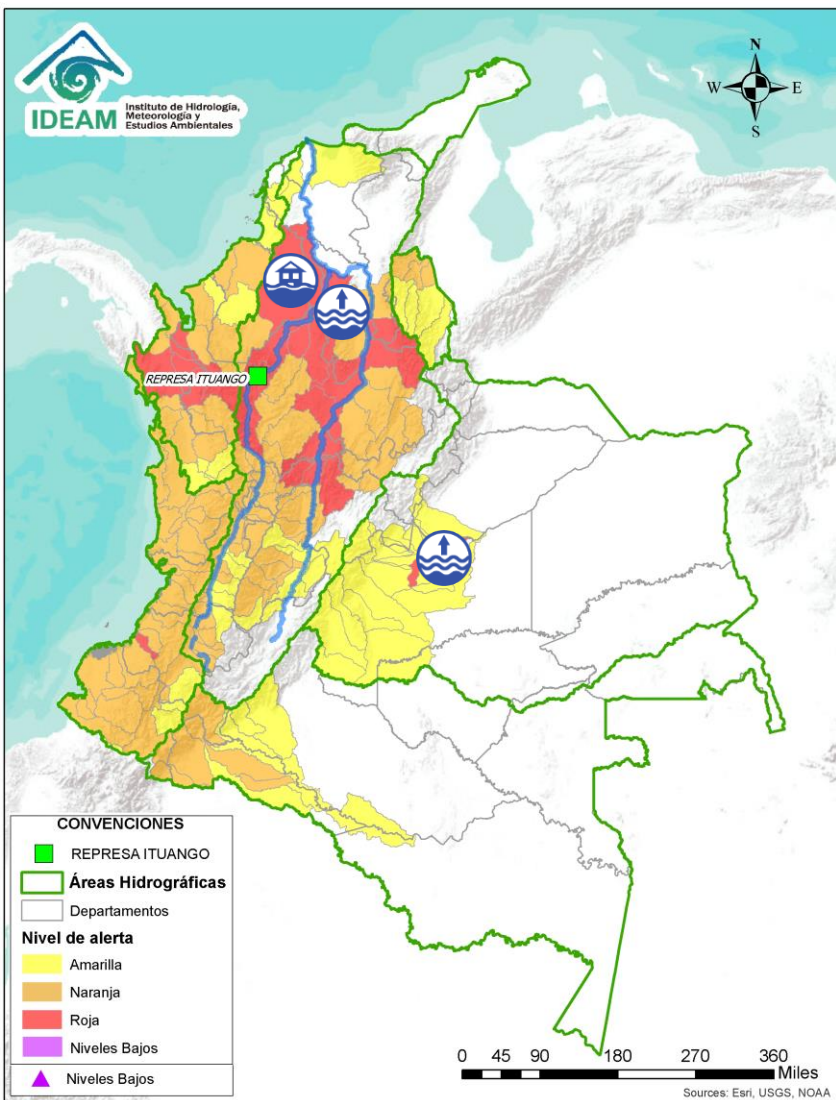 IDEAM
Instituto de Hidrología,
Meteorología y
Estudios Ambientales
N
W
E
S
REPRESA ITUANGO
CONVENCIONES
REPRESA ITUANGO
Áreas Hidrográficas
Departamentos
Nivel de alerta
Amarilla
Naranja
Roja
Niveles Bajos
Niveles Bajos
0 45 90 180 270 360
Miles
Sources: Esri, USGS, NOAA